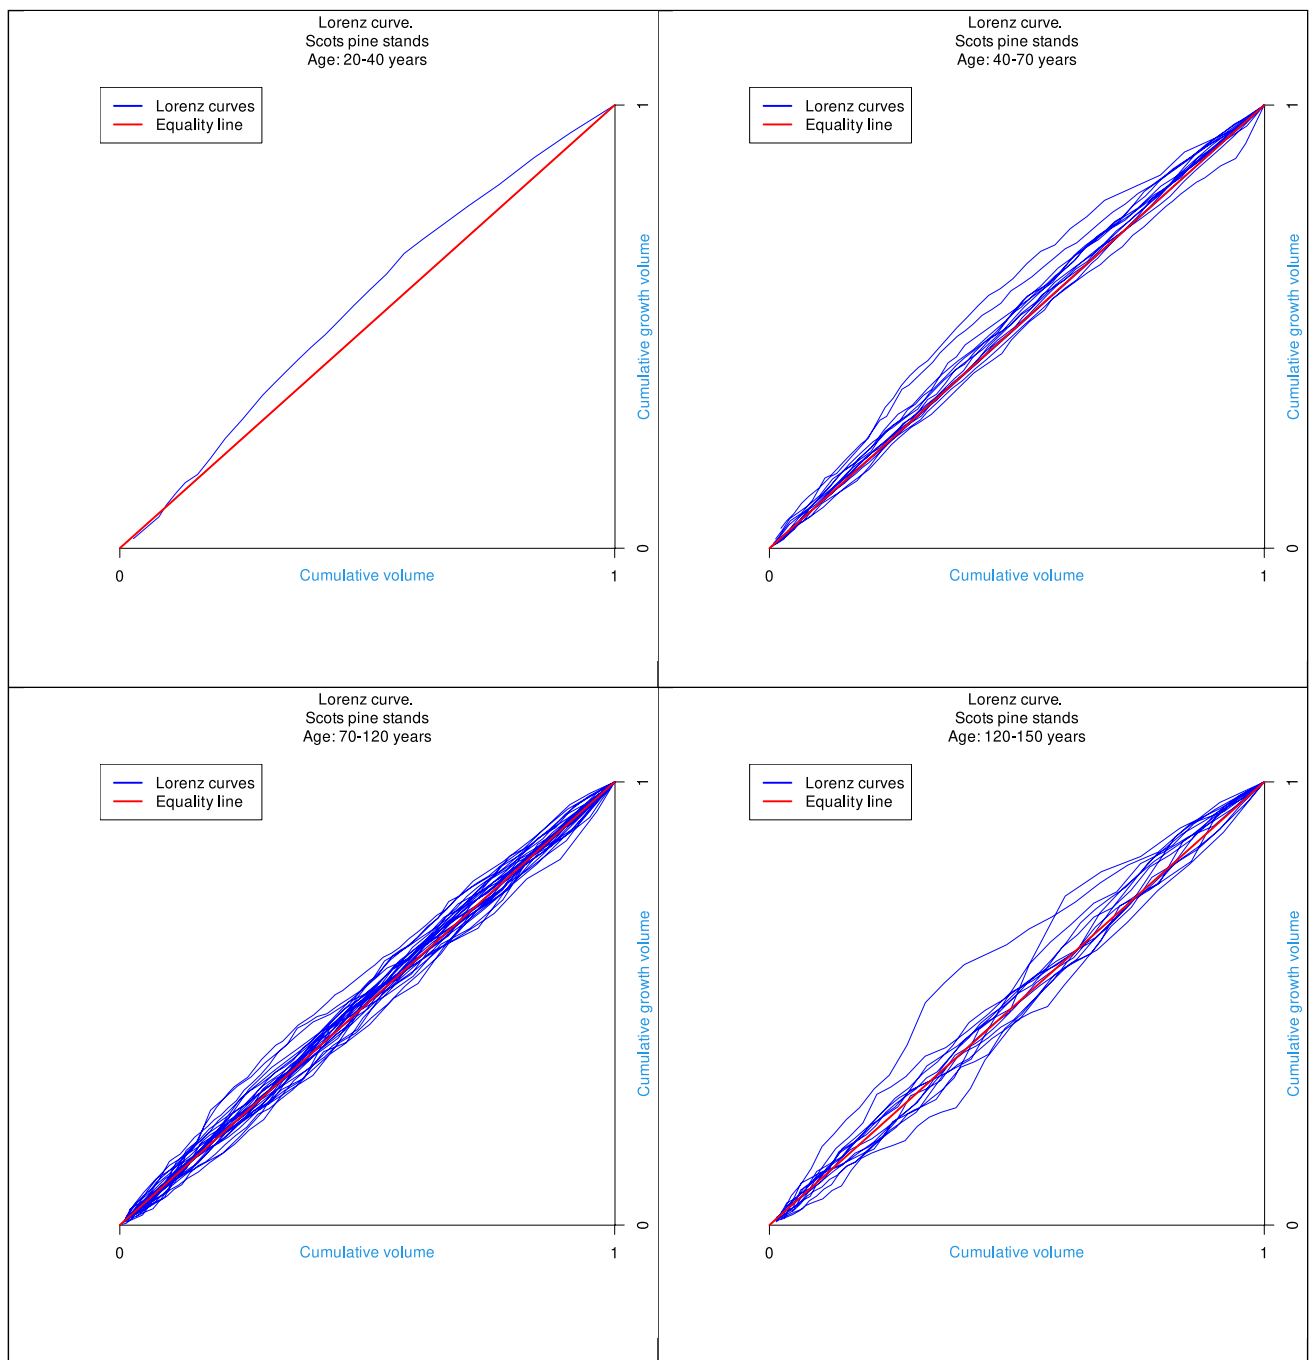 Lorenz curve.
Scots pine stands
Age: 20-40 years
Lorenz curves
Equality line
1
Cumulative growth volume
0
0
Cumulative volume
1
Lorenz curve.
Scots pine stands
Age: 40-70 years
Lorenz curves
Equality line
1
Cumulative growth volume
0
0
Cumulative volume
1
Lorenz curve.
Scots pine stands
Age: 70-120 years
Lorenz curves
Equality line
1
Cumulative growth volume
0
0
Cumulative volume
1
Lorenz curve.
Scots pine stands
Age: 120-150 years
Lorenz curves
Equality line
1
Cumulative growth volume
0
0
Cumulative volume
1